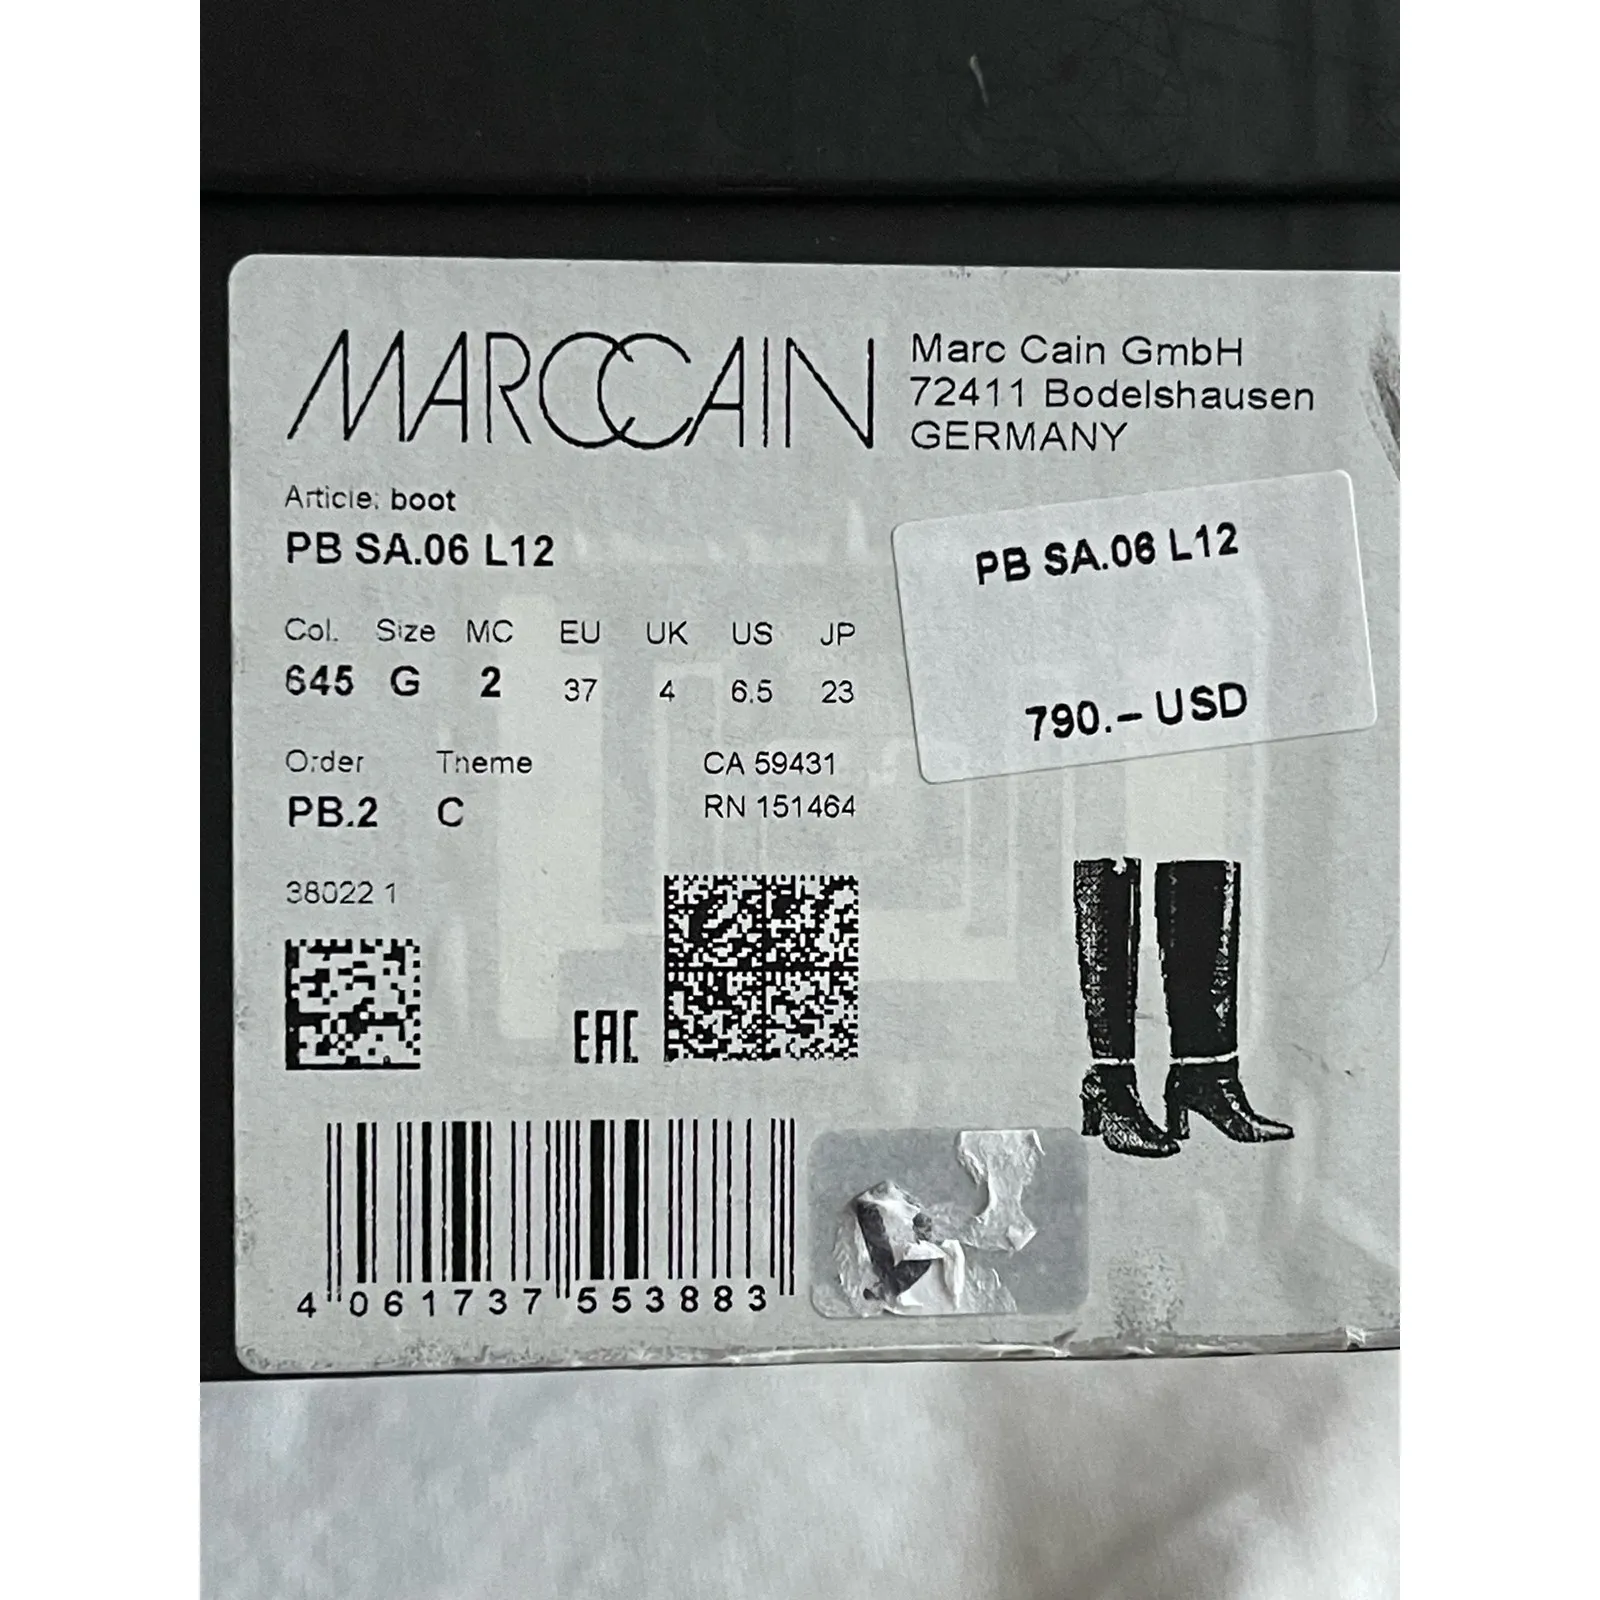 MARCCAIN
Marc Cain GmbH
72411 Bodelshausen
GERMANY
Article: boot
PB SA.06 L12
Col. Size MC EU UK US JP
645 G 2 37 4 6.5 23
Order Theme
PB.2 C
CA 59431
RN 151464
38022 1
EAC
4 061737 553883
PB SA.06 L12
790.– USD